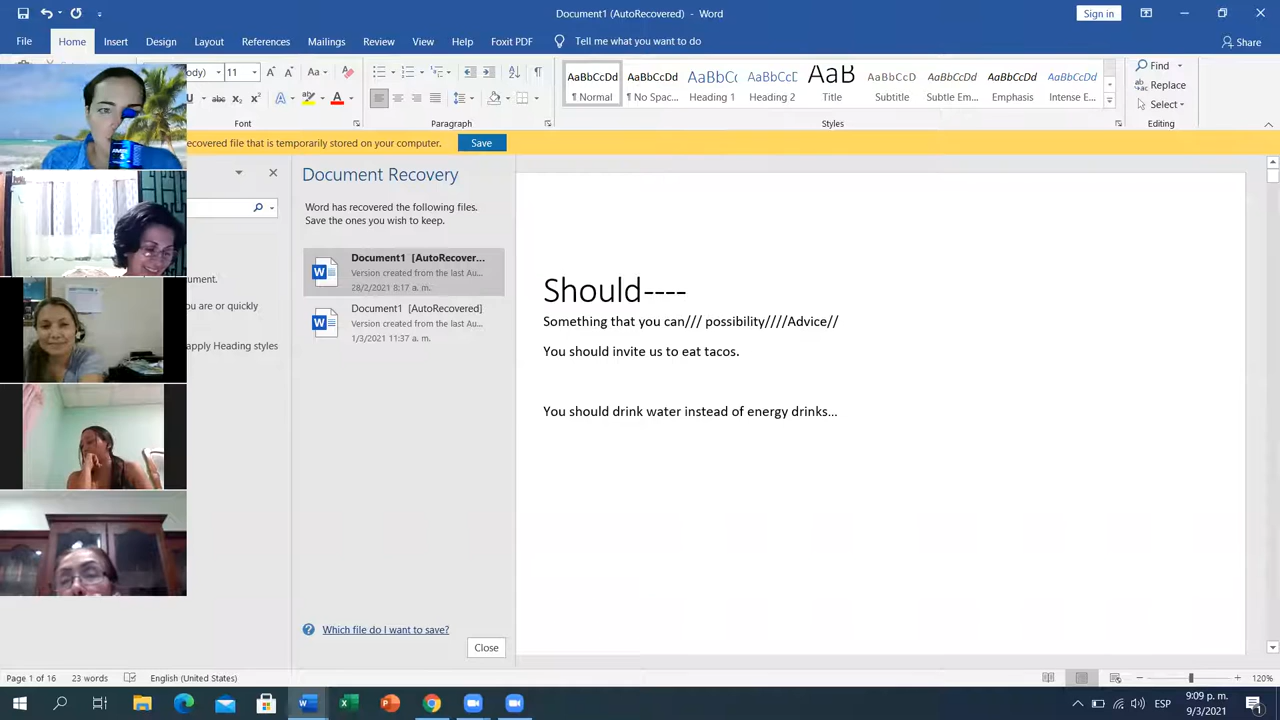 Document1 (AutoRecovered) - Word
Sign in
File Home Insert Design Layout References Mailings Review View Help Foxit PDF Tell me what you want to do Share
11 A A Aa
abc x₂ x² A
AaBbCcDd AaBbCcDd AaBbC AaBbCcD AaB AaBbCcDd AaBbCcDd AaBbCcDd AaBbCcDd
¶ Normal ¶ No Spac... Heading 1 Heading 2 Title Subtitle Subtle Em... Emphasis Intense E...
Find
Replace
Select
Font Paragraph Styles Editing
ecovered file that is temporarily stored on your computer. Save
Document Recovery
Word has recovered the following files.
Save the ones you wish to keep.
Document1 [AutoRecover...
Version created from the last Au...
28/2/2021 8:17 a. m.
Document1 [AutoRecovered]
Version created from the last Au...
1/3/2021 11:37 a. m.
ument.
you are or quickly
apply Heading styles
Should----
Something that you can/// possibility////Advice//
You should invite us to eat tacos.
You should drink water instead of energy drinks...
Which file do I want to save?
Close
Page 1 of 16 23 words English (United States) 120%
ESP
9:09 p. m.
9/3/2021